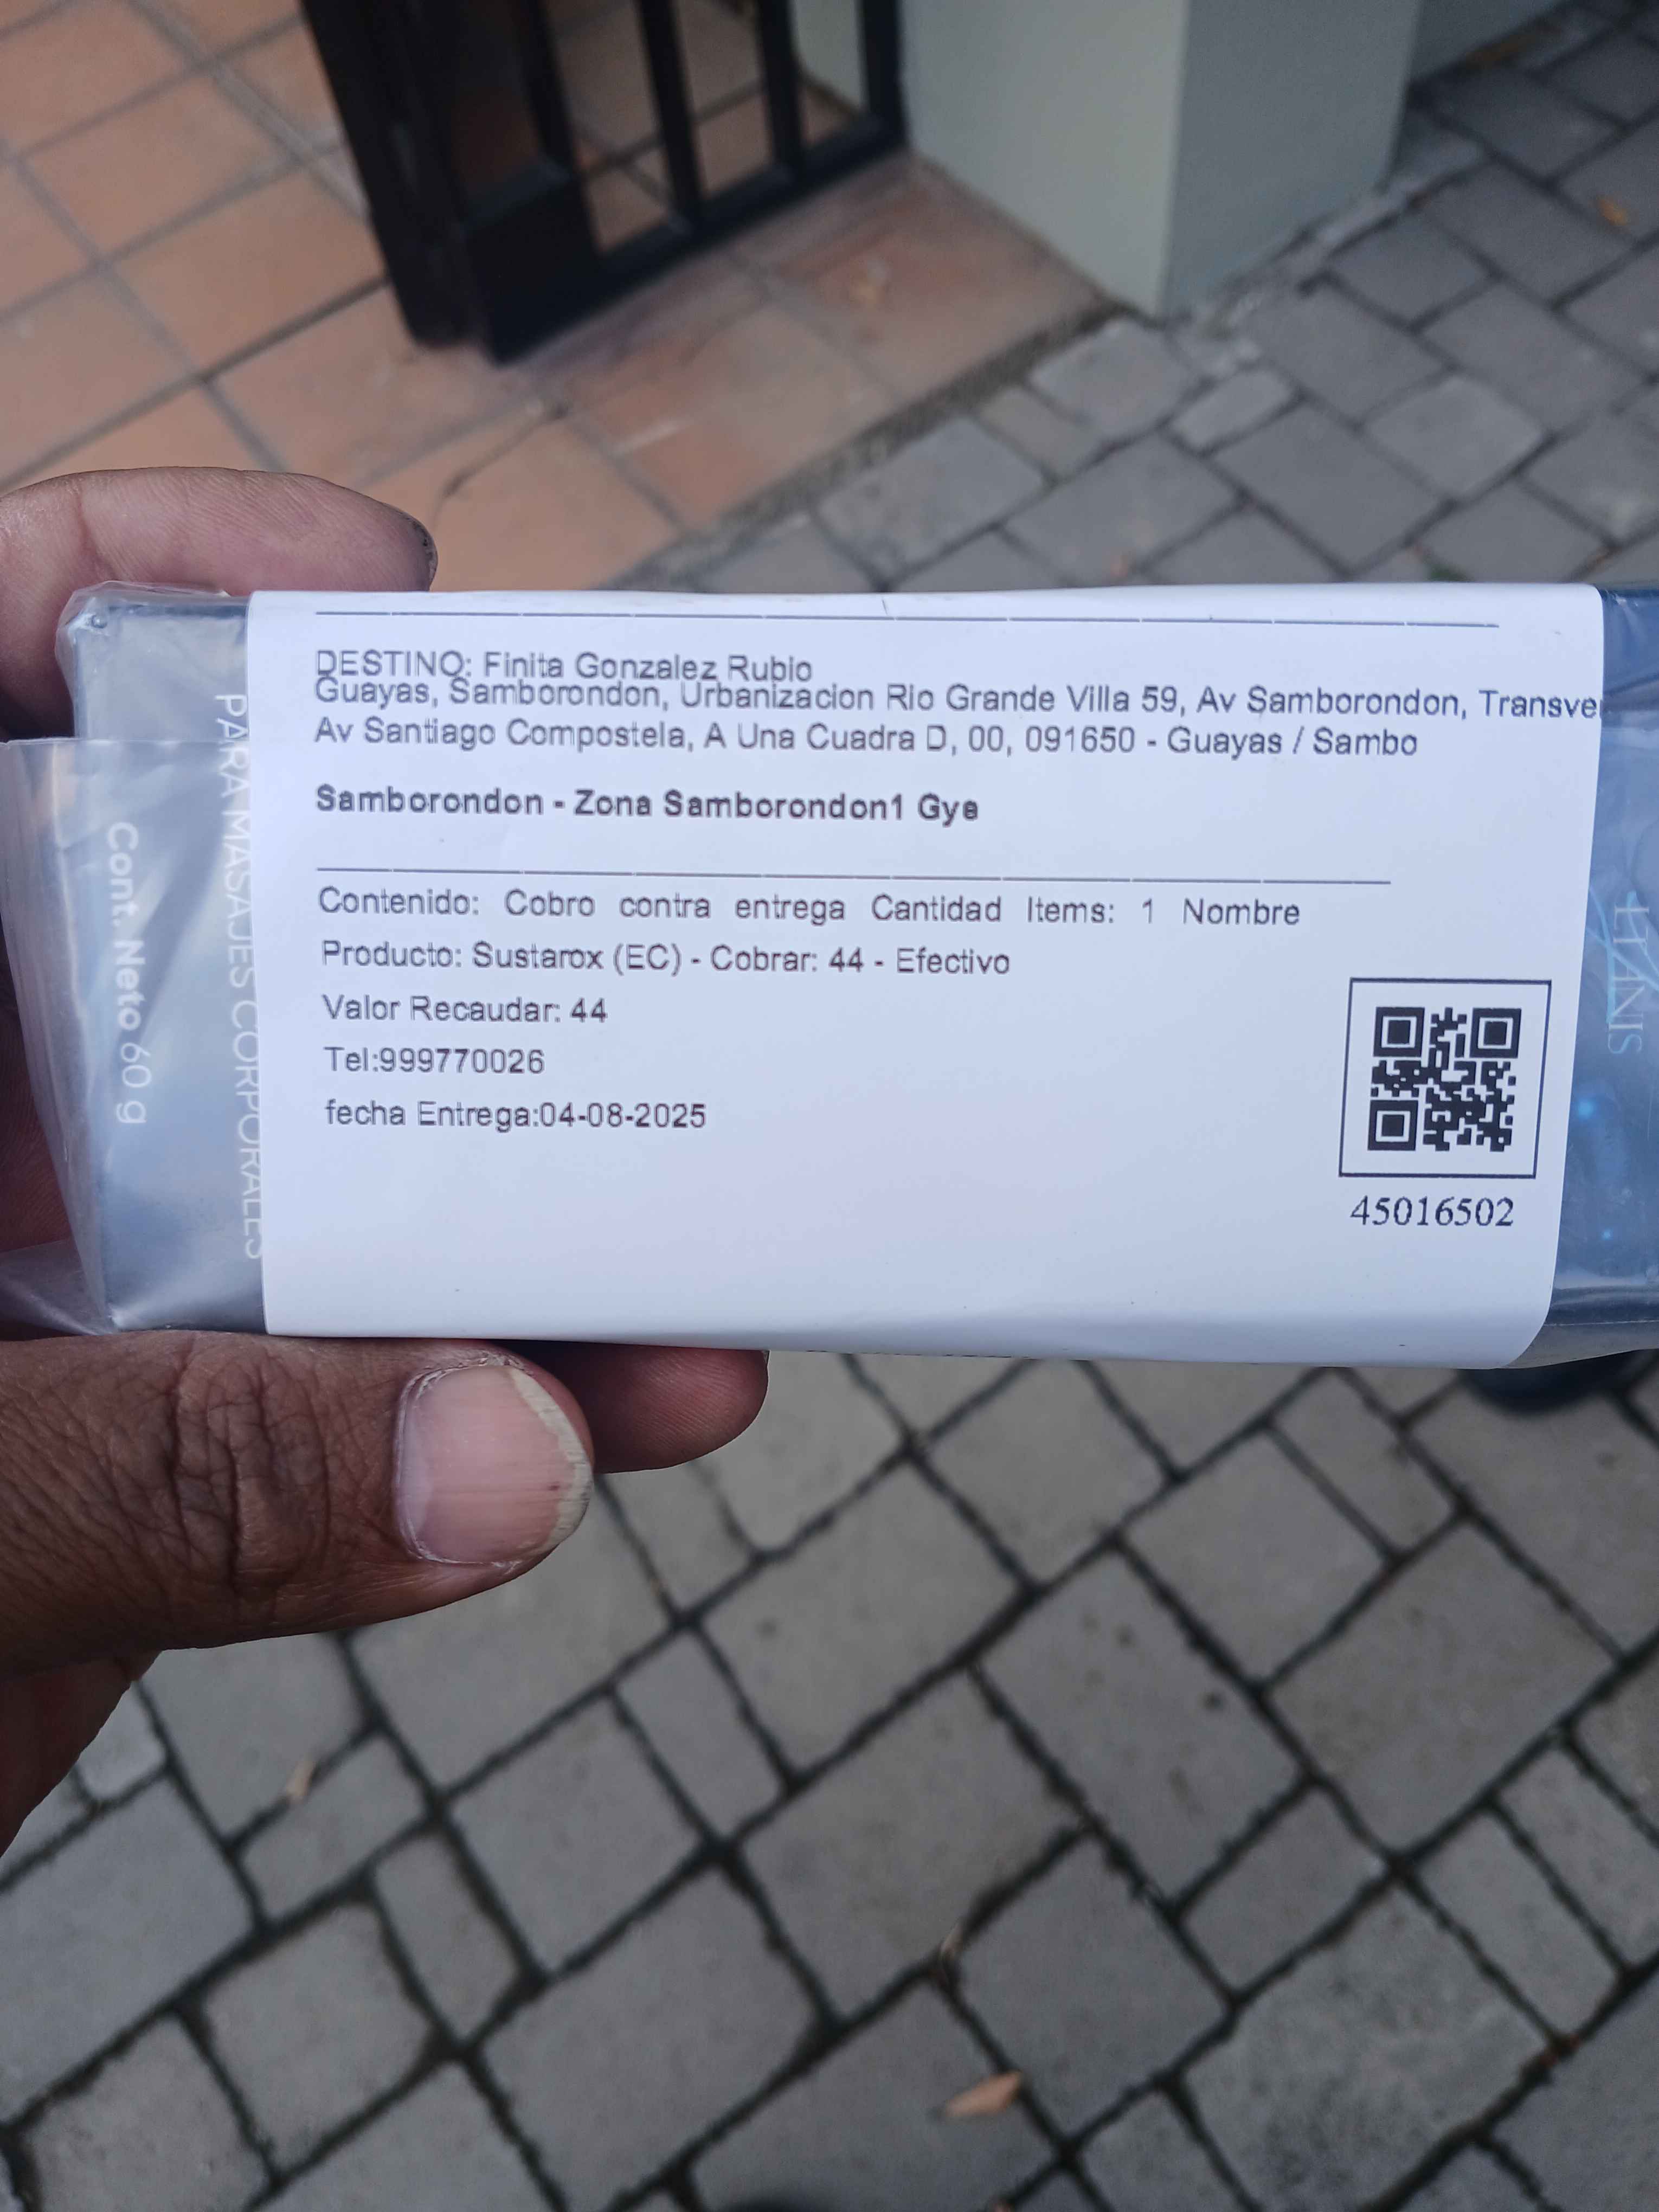 DESTINO: Finita Gonzalez Rubio
Guayas, Samborondon, Urbanizacion Rio Grande Villa 59, Av Samborondon,
Av Santiago Compostela, A Una Cuadra D, 00, 091650 - Guayas / Sambo
Samborondon - Zona Samborondon1 Gye
Contenido: Cobro contra entrega Cantidad Items: 1 Nombre
Producto: Sustarox (EC) - Cobrar: 44 - Efectivo
Valor Recaudar: 44
Tel:999770026
fecha Entrega:04-08-2025
45016502
PARA MASAJES CORPORALES
Cont. Neto 60 g